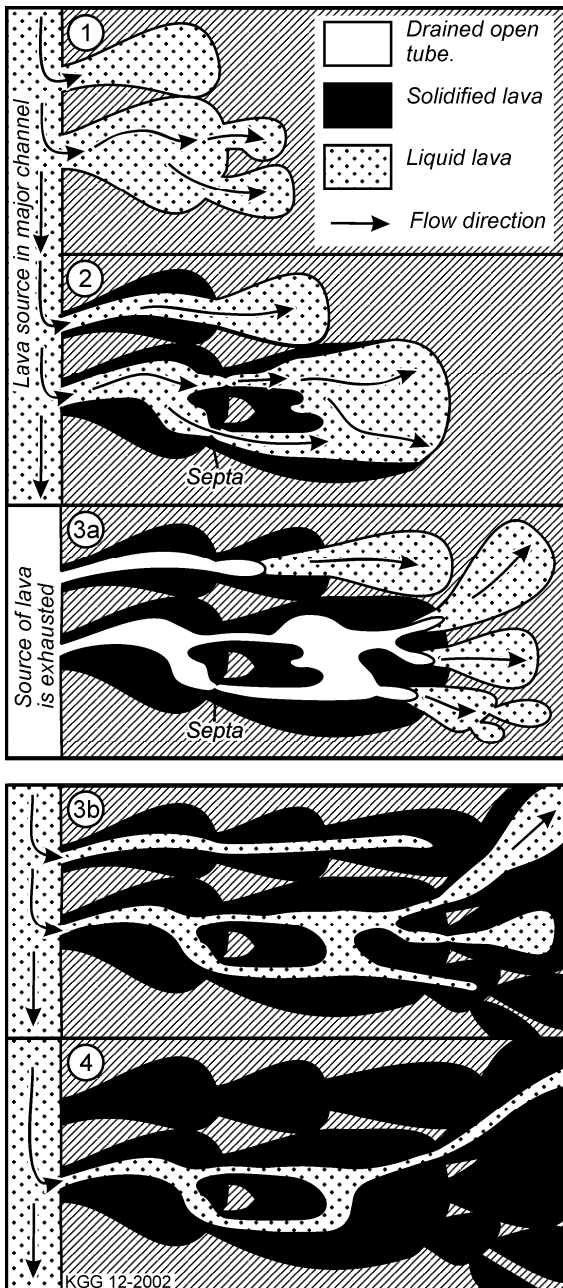 1
Drained open
tube.
Solidified lava
Liquid lava
Flow direction
Lava source in major channel
2
Septa
3a
Source of lava
is exhausted
Septa
3b
4
KGG 12-2002